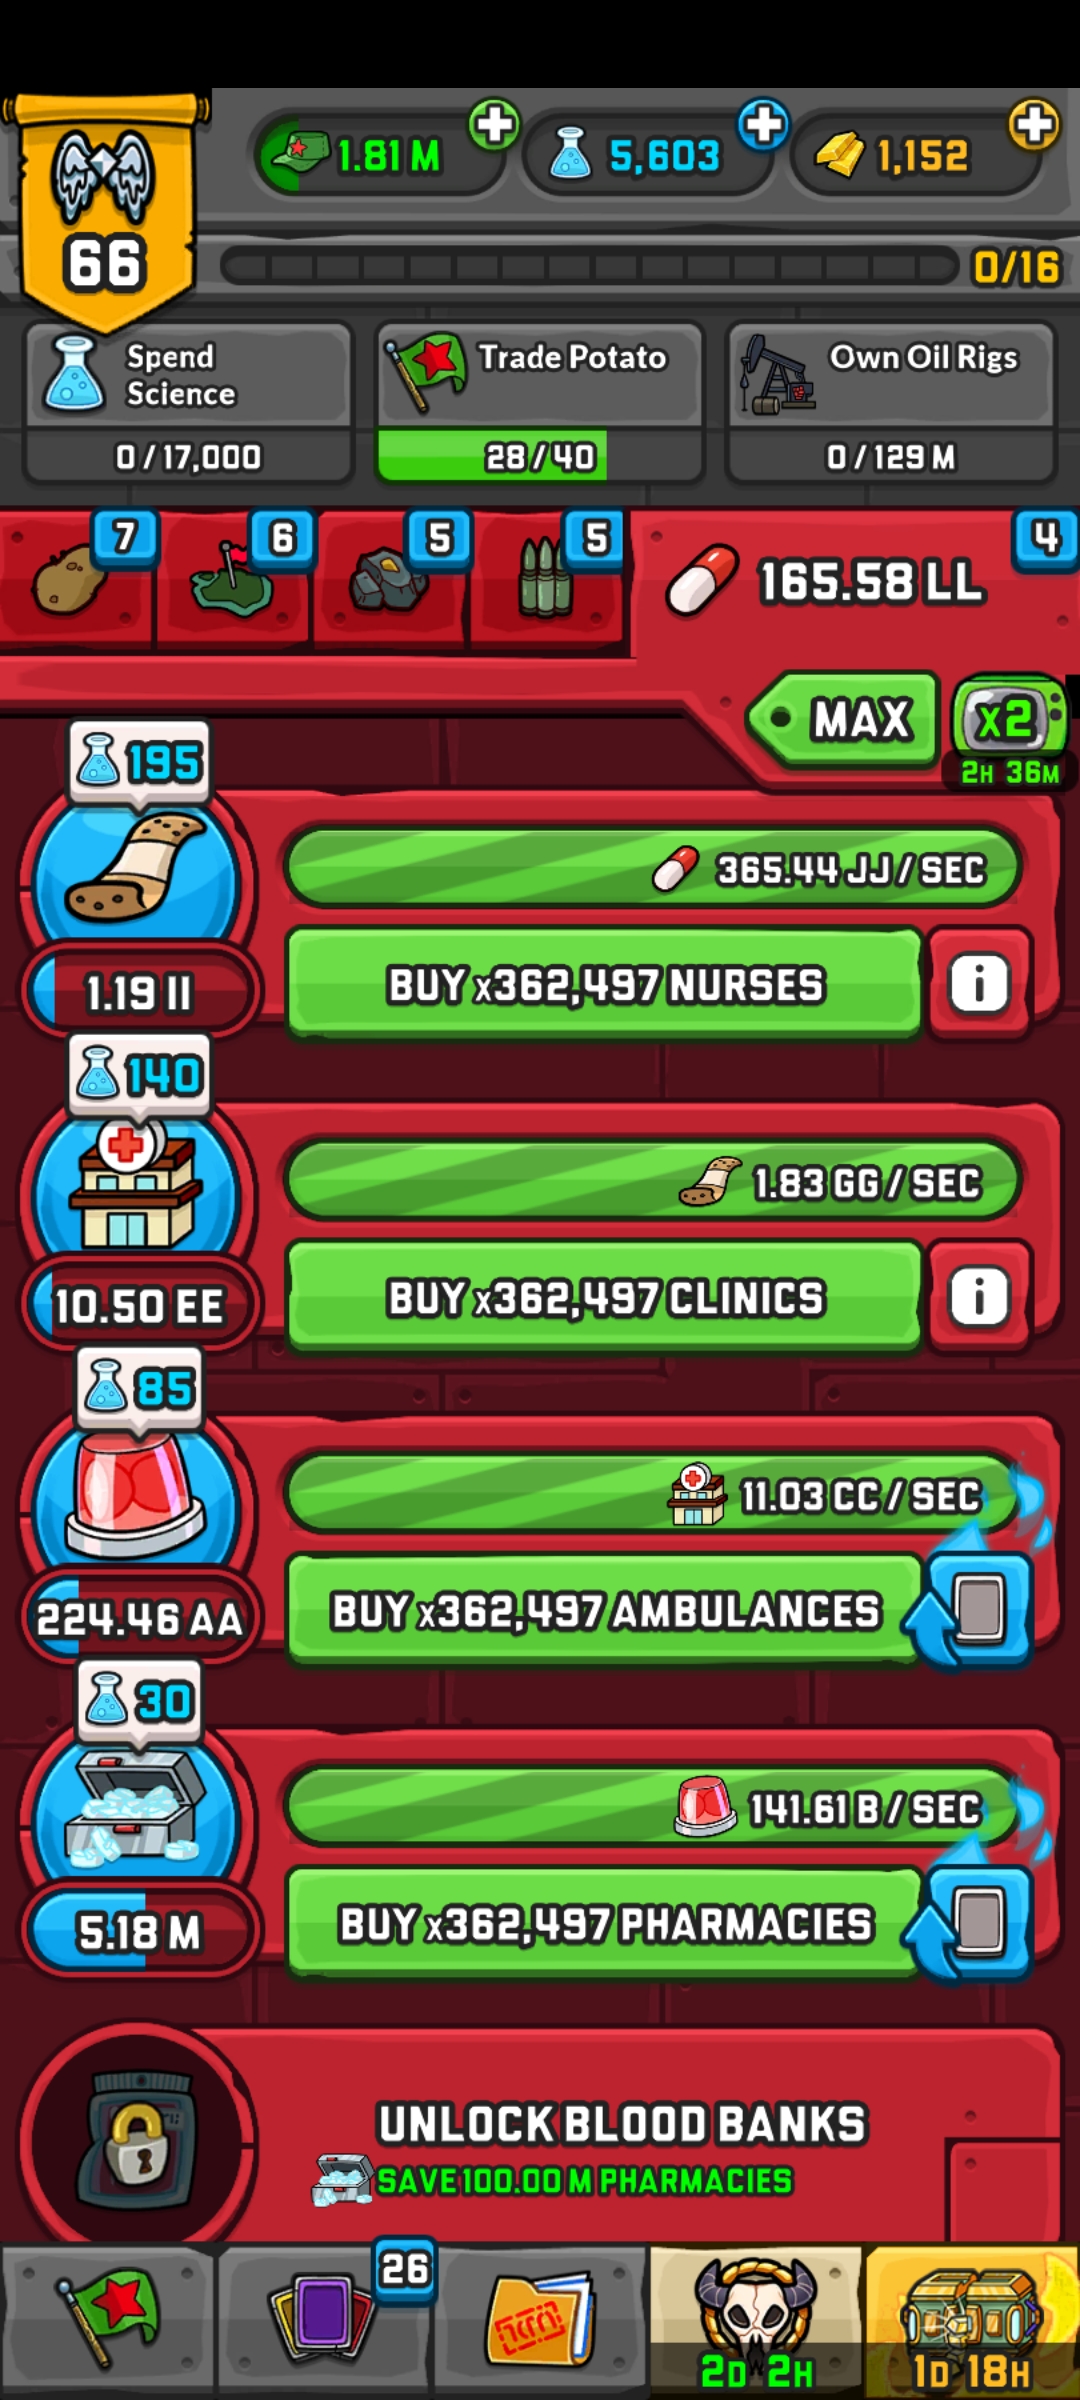 1.81 M
5,603
1,152
66
0/16
Spend
Science
0/17,000
Trade Potato
28/40
Own Oil Rigs
0/129 M
7
6
5
5
4
165.58 LL
MAX
x2
2H 36M
195
365.44 JJ/SEC
1.19 II
BUY x362,497 NURSES
i
140
1.83 GG/SEC
10.50 EE
BUY x362,497 CLINICS
i
85
11.03 CC/SEC
224.46 AA
BUY x362,497 AMBULANCES
30
141.61 B/SEC
5.18 M
BUY x362,497 PHARMACIES
UNLOCK BLOOD BANKS
SAVE 100.00 M PHARMACIES
26
2D 2H
1D 18H